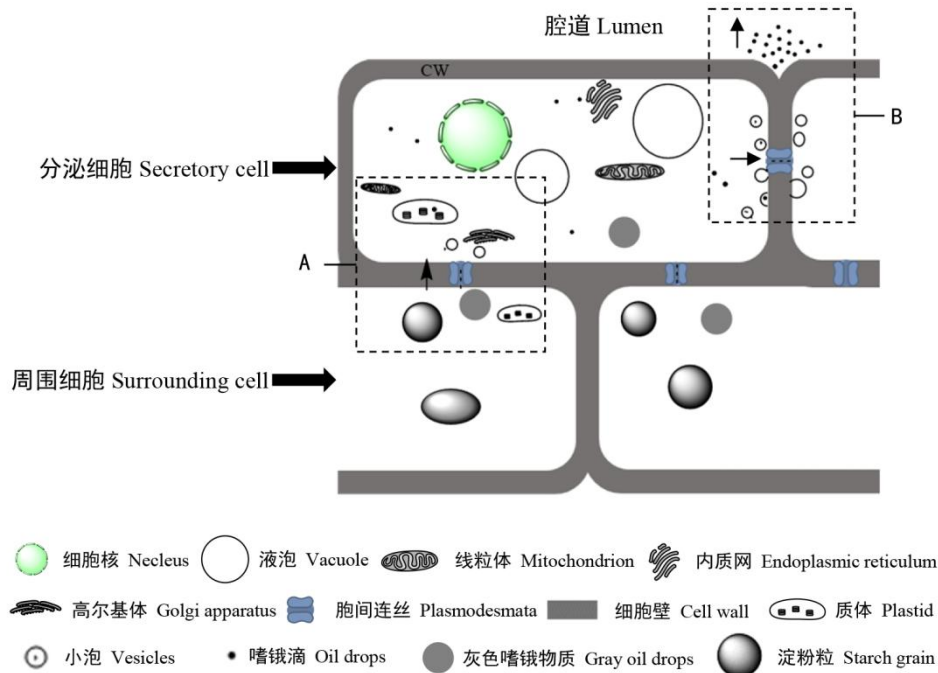 腔道 Lumen
CW
B
分泌细胞 Secretory cell
A
周围细胞 Surrounding cell
细胞核 Necleus 液泡 Vacuole 线粒体 Mitochondrion 内质网 Endoplasmic reticulum
高尔基体 Golgi apparatus 胞间连丝 Plasmodesmata 细胞壁 Cell wall 质体 Plastid
小泡 Vesicles 嗜锇滴 Oil drops 灰色嗜锇物质 Gray oil drops 淀粉粒 Starch grain